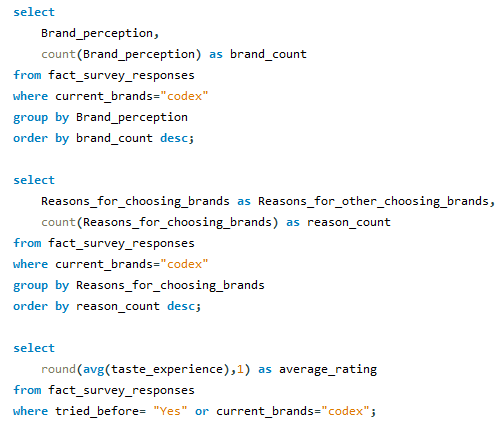 select
    Brand_perception,
    count(Brand_perception) as brand_count
from fact_survey_responses
where current_brands="codex"
group by Brand_perception
order by brand_count desc;

select
    Reasons_for_choosing_brands as Reasons_for_other_choosing_brands,
    count(Reasons_for_choosing_brands) as reason_count
from fact_survey_responses
where current_brands="codex"
group by Reasons_for_choosing_brands
order by reason_count desc;

select
    round(avg(taste_experience),1) as average_rating
from fact_survey_responses
where tried_before= "Yes" or current_brands="codex";